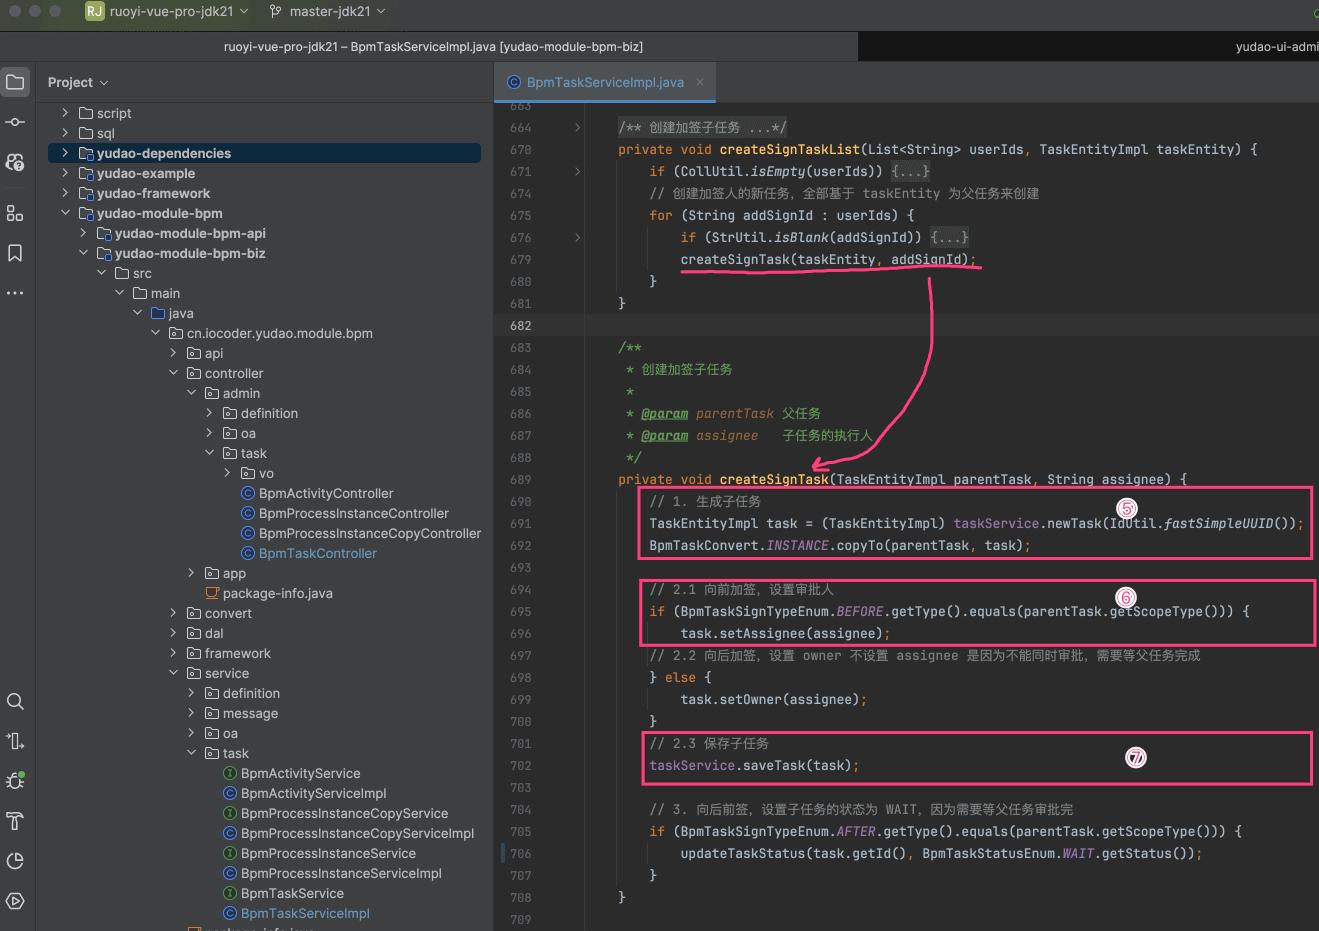 RJ ruoyi-vue-pro-jdk21 master-jdk21
ruoyi-vue-pro-jdk21 – BpmTaskServiceImpl.java [yudao-module-bpm-biz]
yudao-ui-admi
Project
script
sql
yudao-dependencies
yudao-example
yudao-framework
yudao-module-bpm
yudao-module-bpm-api
yudao-module-bpm-biz
src
main
java
cn.iocoder.yudao.module.bpm
api
controller
admin
definition
oa
task
vo
BpmActivityController
BpmProcessInstanceController
BpmProcessInstanceCopyController
BpmTaskController
app
package-info.java
convert
dal
framework
service
definition
message
oa
task
BpmActivityService
BpmActivityServiceImpl
BpmProcessInstanceCopyService
BpmProcessInstanceCopyServiceImpl
BpmProcessInstanceService
BpmProcessInstanceServiceImpl
BpmTaskService
BpmTaskServiceImpl
BpmTaskServiceImpl.java
663
664 /** 创建加签子任务 ...*/
670 private void createSignTaskList(List<String> userIds, TaskEntityImpl taskEntity) {
671 if (CollUtil.isEmpty(userIds)) {...}
674 // 创建加签人的新任务，全部基于 taskEntity 为父任务来创建
675 for (String addSignId : userIds) {
676 if (StrUtil.isBlank(addSignId)) {...}
679 createSignTask(taskEntity, addSignId);
680 }
681 }
682
683 /**
684 * 创建加签子任务
685 *
686 * @param parentTask 父任务
687 * @param assignee 子任务的执行人
688 */
689 private void createSignTask(TaskEntityImpl parentTask, String assignee) {
690 // 1. 生成子任务
⑤
691 TaskEntityImpl task = (TaskEntityImpl) taskService.newTask(IdUtil.fastSimpleUUID());
692 BpmTaskConvert.INSTANCE.copyTo(parentTask, task);
693
694 // 2.1 向前加签，设置审批人
⑥
695 if (BpmTaskSignTypeEnum.BEFORE.getType().equals(parentTask.getScopeType())) {
696 task.setAssignee(assignee);
697 // 2.2 向后加签，设置 owner 不设置 assignee 是因为不能同时审批，需要等父任务完成
698 } else {
699 task.setOwner(assignee);
700 }
701 // 2.3 保存子任务
⑦
702 taskService.saveTask(task);
703
704 // 3. 向后前签，设置子任务的状态为 WAIT，因为需要等父任务审批完
705 if (BpmTaskSignTypeEnum.AFTER.getType().equals(parentTask.getScopeType())) {
706 updateTaskStatus(task.getId(), BpmTaskStatusEnum.WAIT.getStatus());
707 }
708 }
709